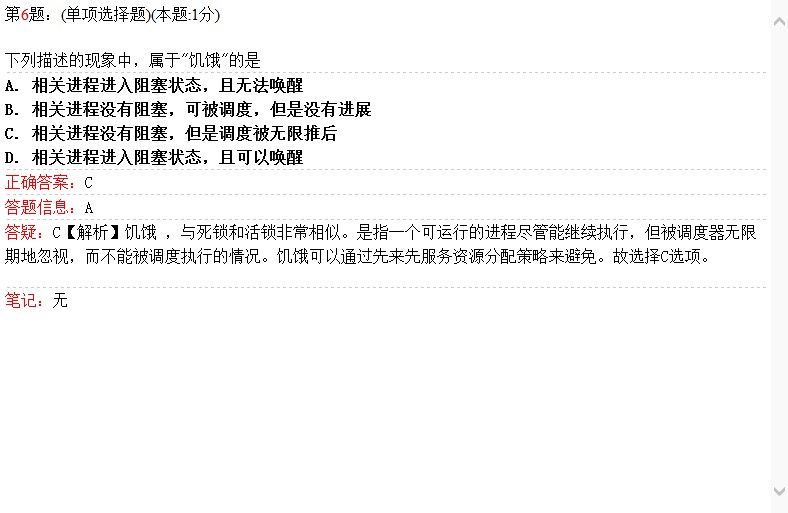 第6题：(单项选择题)(本题:1分)
下列描述的现象中，属于"饥饿"的是
A. 相关进程进入阻塞状态，且无法唤醒
B. 相关进程没有阻塞，可被调度，但是没有进展
C. 相关进程没有阻塞，但是调度被无限推后
D. 相关进程进入阻塞状态，且可以唤醒
正确答案：C
答题信息：A
答疑：C【解析】饥饿 ，与死锁和活锁非常相似。是指一个可运行的进程尽管能继续执行，但被调度器无限
期地忽视，而不能被调度执行的情况。饥饿可以通过先来先服务资源分配策略来避免。故选择C选项。
笔记：无